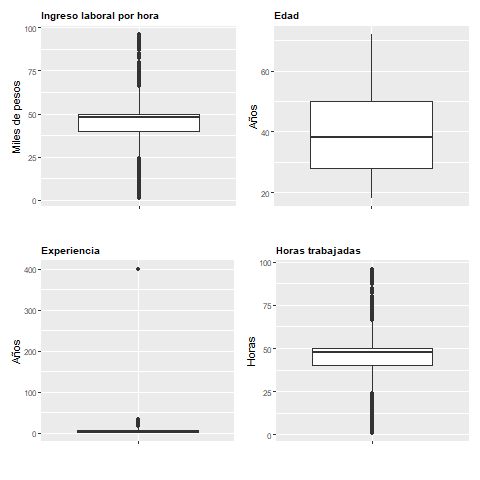 Ingreso laboral por hora
Miles de pesos
100
75
50
25
0
Edad
Años
60
40
20
Experiencia
Años
400
300
200
100
0
Horas trabajadas
Horas
100
75
50
25
0